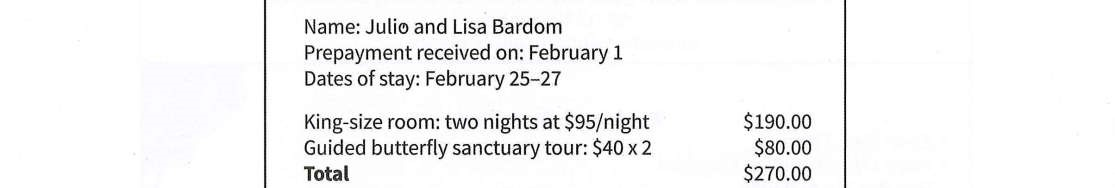 Name: Julio and Lisa Bardom
Prepayment received on: February 1
Dates of stay: February 25–27
King-size room: two nights at $95/night $190.00
Guided butterfly sanctuary tour: $40 x 2 $80.00
Total $270.00